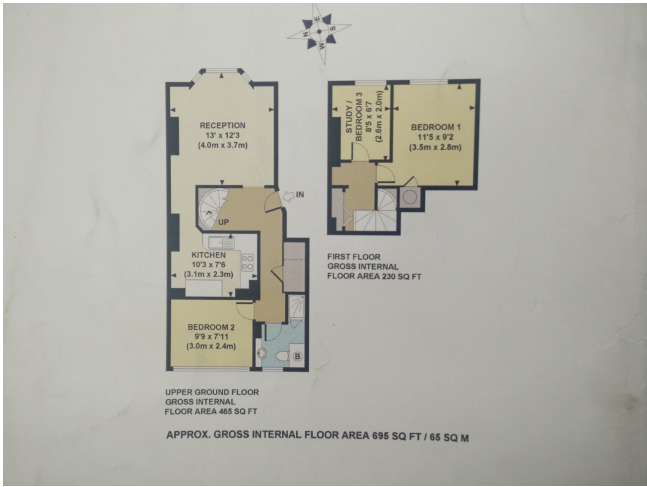 N
E
S
W
RECEPTION
13' x 12'3
(4.0m x 3.7m)
IN
UP
KITCHEN
10'3 x 7'6
(3.1m x 2.3m)
BEDROOM 2
9'9 x 7'11
(3.0m x 2.4m)
B
UPPER GROUND FLOOR
GROSS INTERNAL
FLOOR AREA 465 SQ FT
STUDY /
BEDROOM 3
8'5 x 6'7
(2.6m x 2.0m)
BEDROOM 1
11'5 x 9'2
(3.5m x 2.8m)
FIRST FLOOR
GROSS INTERNAL
FLOOR AREA 230 SQ FT
APPROX. GROSS INTERNAL FLOOR AREA 695 SQ FT / 65 SQ M